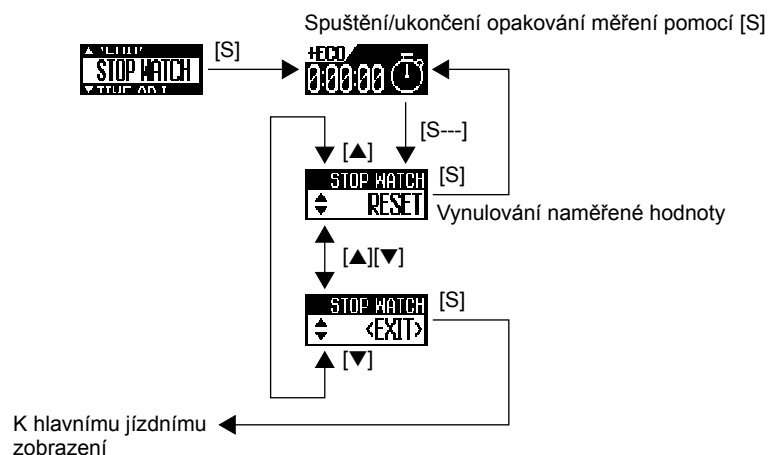 Spuštění/ukončení opakování měření pomocí [S]
STOP WATCH
[S]
+ECO
0:00:00
[S---]
[▲]
STOP WATCH
RESET
[S]
Vynulování naměřené hodnoty
[▲][▼]
STOP WATCH
<EXIT>
[S]
[▼]
K hlavnímu jízdnímu
zobrazení